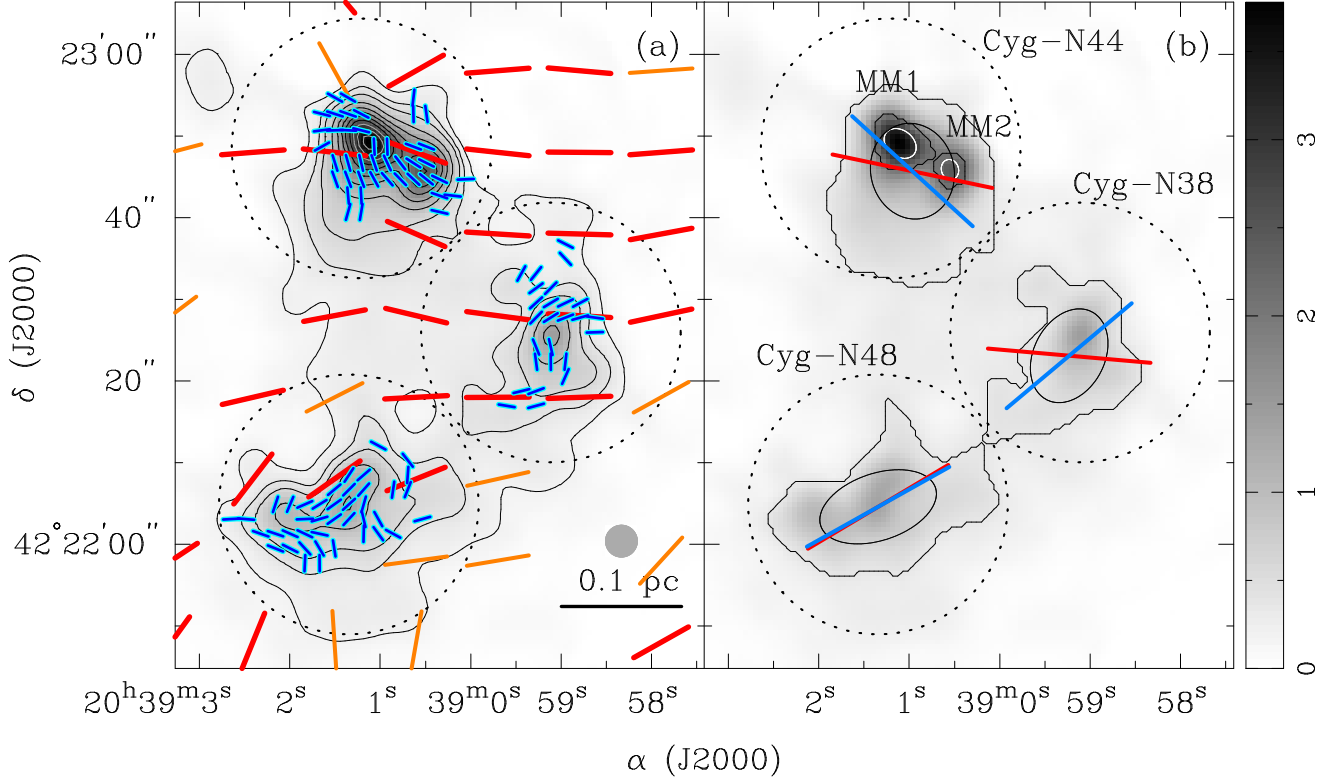 (a)
(b)
Cyg-N44
MM1
MM2
Cyg-N38
Cyg-N48
23'00"
40"
20"
42°22'00"
δ (J2000)
0.1 pc
20ʰ39ᵐ3ˢ 2ˢ 1ˢ 39ᵐ0ˢ 59ˢ 58ˢ
2ˢ 1ˢ 39ᵐ0ˢ 59ˢ 58ˢ
α (J2000)
3
2
1
0